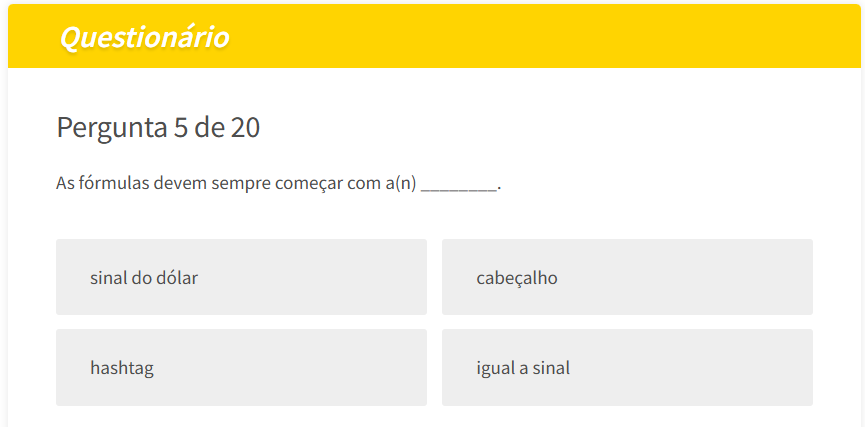 Questionário
Pergunta 5 de 20
As fórmulas devem sempre começar com a(n) ________.
sinal do dólar
cabeçalho
hashtag
igual a sinal